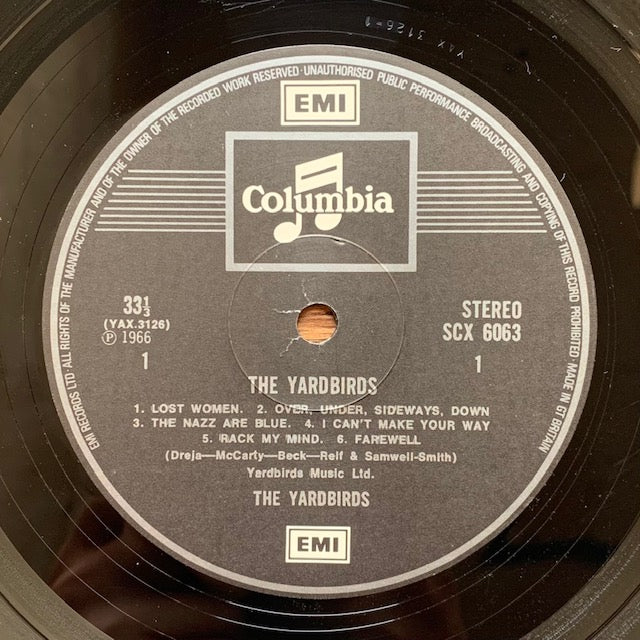 YAX 3126-1
EMI RECORDS LTD ALL RIGHTS OF THE MANUFACTURER AND OF THE OWNER OF THE RECORDED WORK RESERVED · UNAUTHORISED PUBLIC PERFORMANCE BROADCASTING AND COPYING OF THIS RECORD PROHIBITED MADE IN GT BRITAIN
EMI
Columbia
33⅓
(YAX.3126)
Ⓟ 1966
1
STEREO
SCX 6063
1
THE YARDBIRDS
1. LOST WOMEN. 2. OVER, UNDER, SIDEWAYS, DOWN
3. THE NAZZ ARE BLUE. 4. I CAN'T MAKE YOUR WAY
5. RACK MY MIND. 6. FAREWELL
(Dreja—McCarty—Beck—Relf & Samwell-Smith)
Yardbirds Music Ltd.
THE YARDBIRDS
EMI